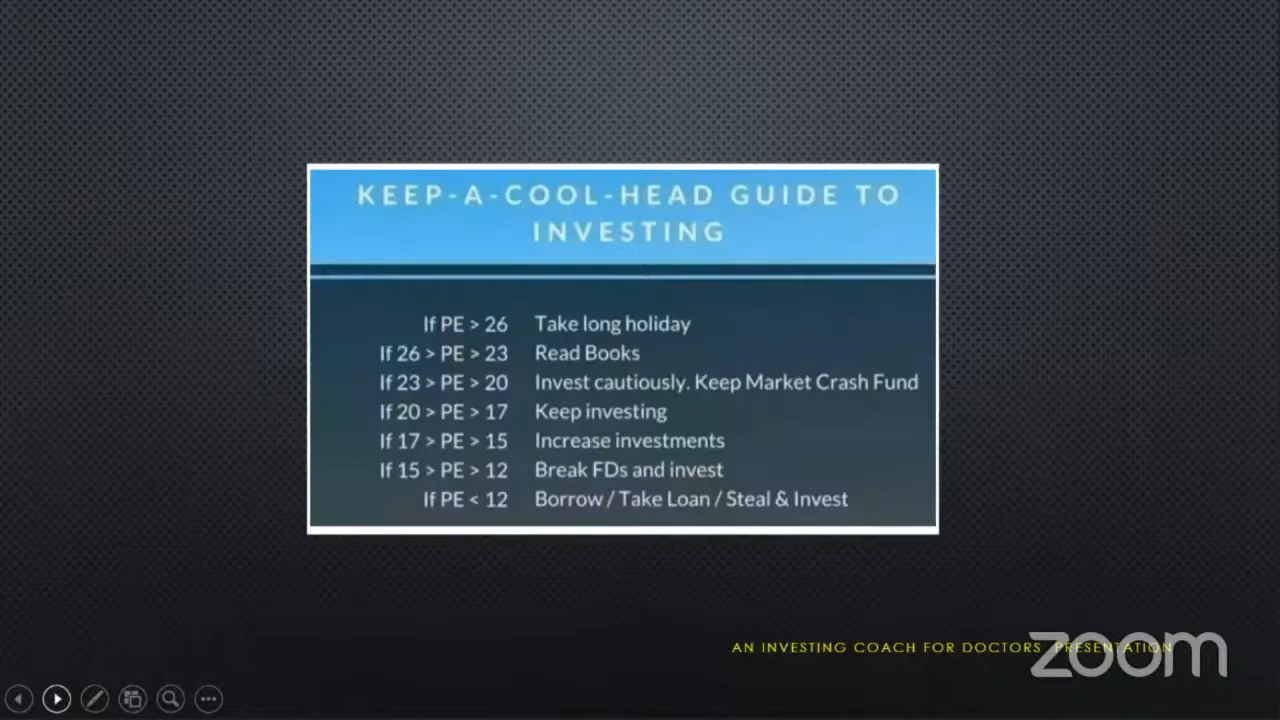 KEEP-A-COOL-HEAD GUIDE TO
INVESTING
If PE > 26 Take long holiday
If 26 > PE > 23 Read Books
If 23 > PE > 20 Invest cautiously. Keep Market Crash Fund
If 20 > PE > 17 Keep investing
If 17 > PE > 15 Increase investments
If 15 > PE > 12 Break FDs and invest
If PE < 12 Borrow / Take Loan / Steal & Invest
AN INVESTING COACH FOR DOCTORS PRESENTATION
zoom